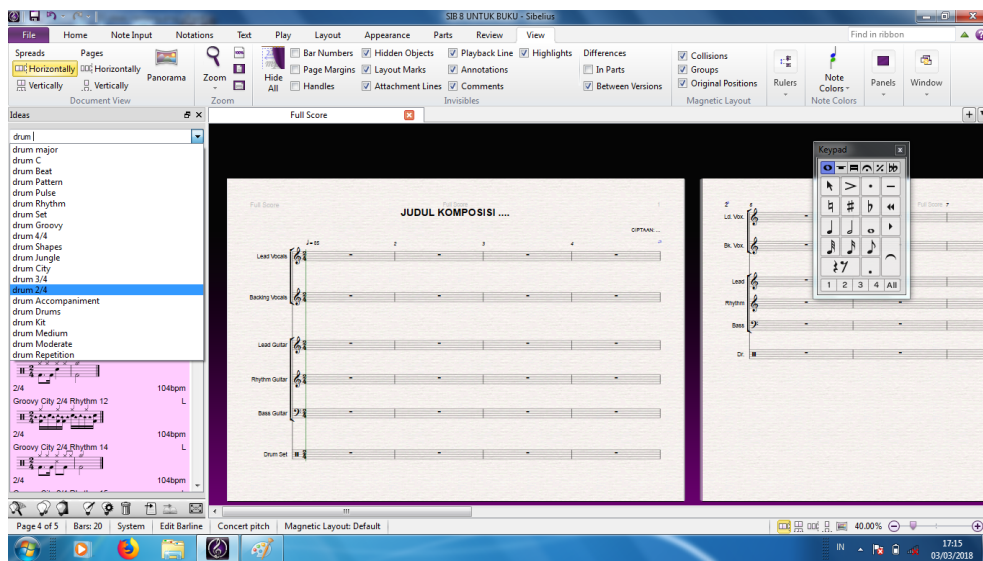 SIB 8 UNTUK BUKU - Sibelius
File Home Note Input Notations Text Play Layout Appearance Parts Review View Find in ribbon
Spreads Pages
Horizontally Horizontally
Vertically Vertically
Panorama
Document View
Zoom
Zoom
Hide All
Bar Numbers Hidden Objects Playback Line Highlights
Page Margins Layout Marks Annotations
Handles Attachment Lines Comments
Invisibles
Differences
In Parts
Between Versions
Collisions
Groups
Original Positions
Magnetic Layout
Rulers
Note Colors
Note Colors
Panels
Window
Ideas
Full Score
drum
drum major
drum C
drum Beat
drum Pattern
drum Pulse
drum Rhythm
drum Set
drum Groovy
drum 4/4
drum Shapes
drum Jungle
drum City
drum 3/4
drum 2/4
drum Accompaniment
drum Drums
drum Kit
drum Medium
drum Moderate
drum Repetition
2/4 104bpm
Groovy City 2/4 Rhythm 12 L
2/4 104bpm
Groovy City 2/4 Rhythm 14 L
2/4 104bpm
Full Score
JUDUL KOMPOSISI ....
CIPTAAN: ...
Lead Vocals
Backing Vocals
Lead Guitar
Rhythm Guitar
Bass Guitar
Drum Set
2 3 4
Full Score 7
Ld. Vox.
Bk. Vox.
Lead
Rhythm
Bass
Dr.
Keypad
1 2 3 4 All
Page 4 of 5 Bars: 20 System Edit Barline Concert pitch Magnetic Layout: Default 40.00%
IN 17:15
03/03/2018